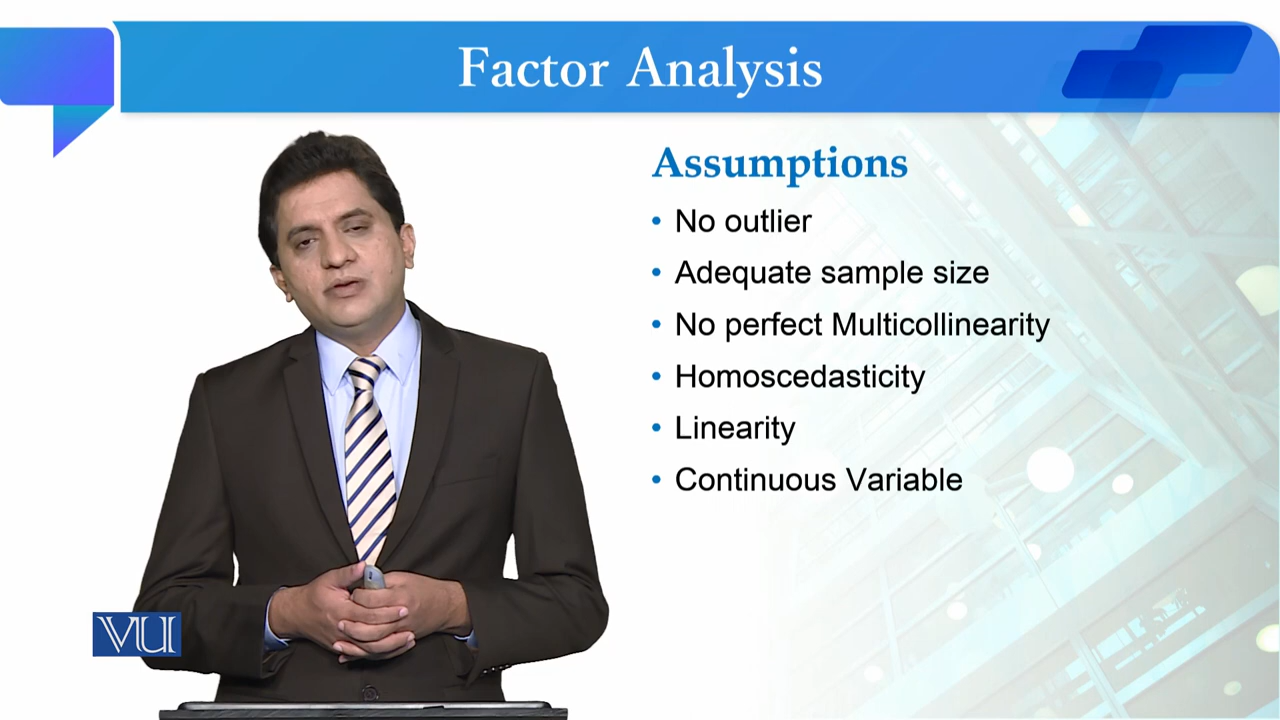 Factor Analysis
Assumptions
• No outlier
• Adequate sample size
• No perfect Multicollinearity
• Homoscedasticity
• Linearity
• Continuous Variable
VU